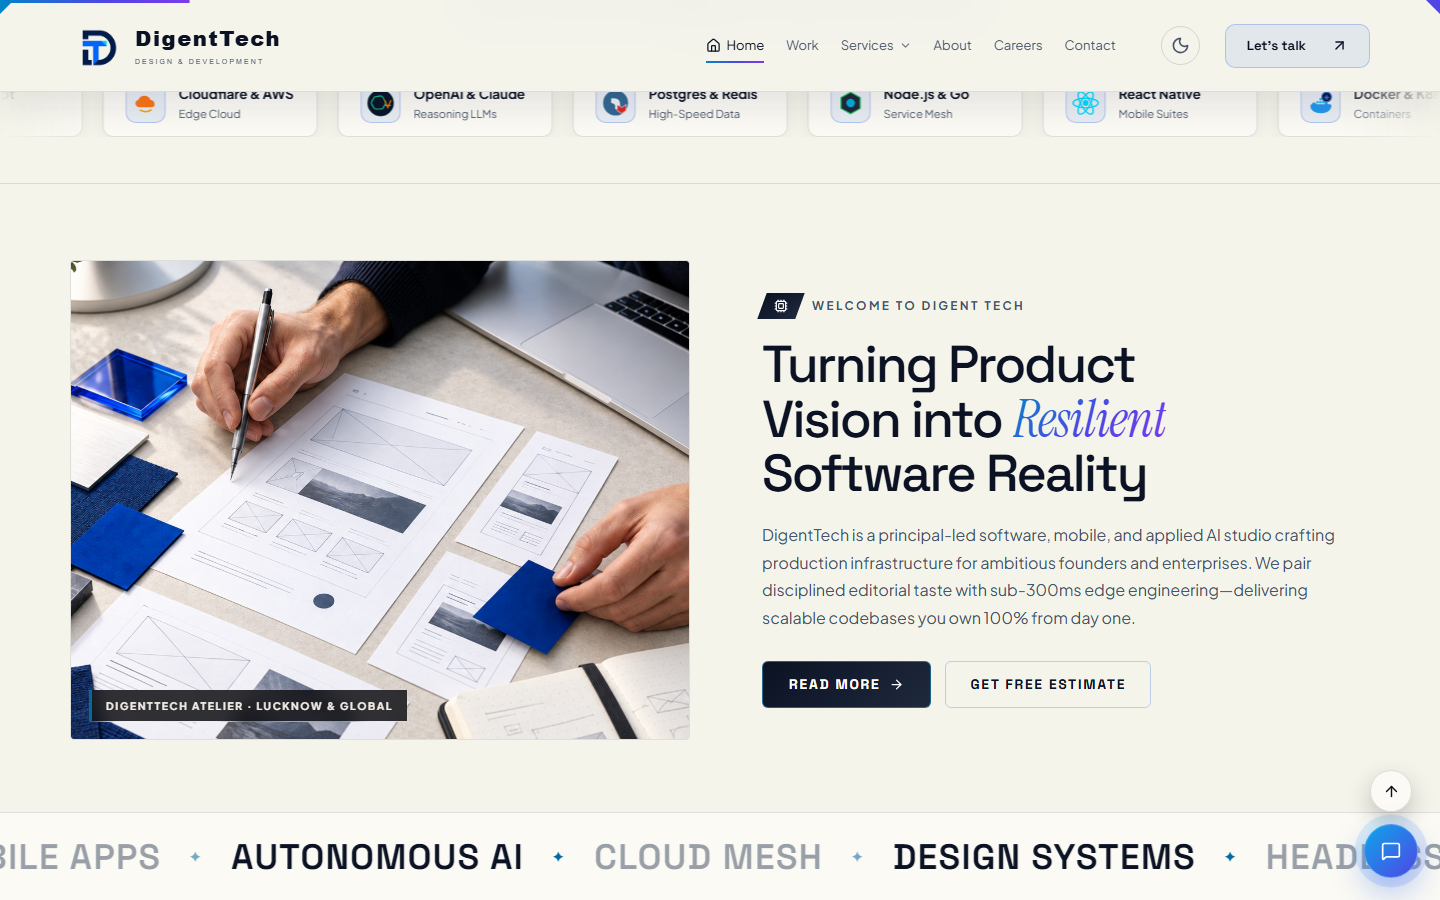 DigentTech
DESIGN & DEVELOPMENT
Home
Work
Services
About
Careers
Contact
Let's talk
Cloudflare & AWS
Edge Cloud
OpenAI & Claude
Reasoning LLMs
Postgres & Redis
High-Speed Data
Node.js & Go
Service Mesh
React Native
Mobile Suites
Docker & K8
Containers
WELCOME TO DIGENT TECH
Turning Product
Vision into Resilient
Software Reality
DigentTech is a principal-led software, mobile, and applied AI studio crafting
production infrastructure for ambitious founders and enterprises. We pair
disciplined editorial taste with sub-300ms edge engineering—delivering
scalable codebases you own 100% from day one.
READ MORE
GET FREE ESTIMATE
DIGENTTECH ATELIER · LUCKNOW & GLOBAL
BILE APPS ✦ AUTONOMOUS AI ✦ CLOUD MESH ✦ DESIGN SYSTEMS ✦